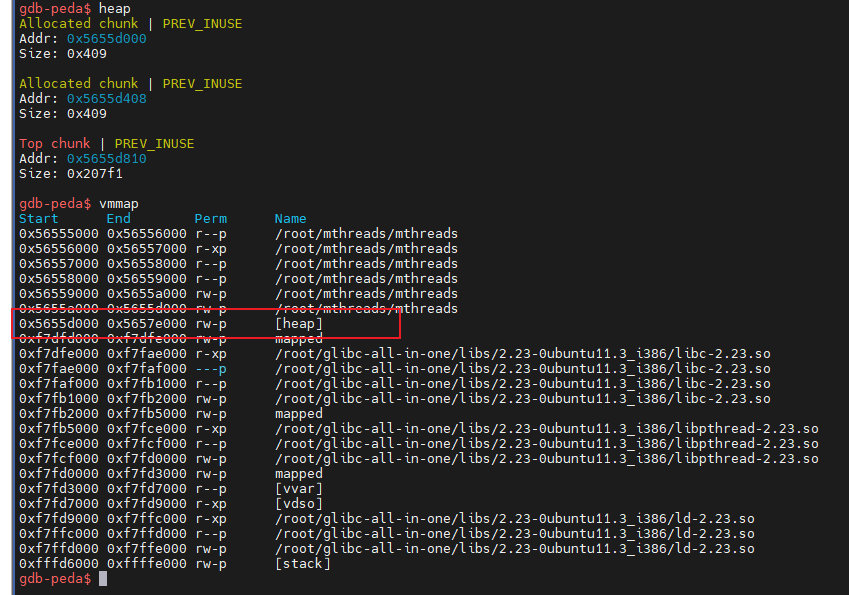 gdb-peda$ heap
Allocated chunk | PREV_INUSE
Addr: 0x5655d000
Size: 0x409
Allocated chunk | PREV_INUSE
Addr: 0x5655d408
Size: 0x409
Top chunk | PREV_INUSE
Addr: 0x5655d810
Size: 0x207f1
gdb-peda$ vmmap
Start End Perm Name
0x56555000 0x56556000 r--p /root/mthreads/mthreads
0x56556000 0x56557000 r-xp /root/mthreads/mthreads
0x56557000 0x56558000 r--p /root/mthreads/mthreads
0x56558000 0x56559000 r--p /root/mthreads/mthreads
0x56559000 0x5655a000 rw-p /root/mthreads/mthreads
0x5655a000 0x5655d000 rw-p /root/mthreads/mthreads
0x5655d000 0x5657e000 rw-p [heap]
0xf7dfd000 0xf7dfe000 rw-p mapped
0xf7dfe000 0xf7fae000 r-xp /root/glibc-all-in-one/libs/2.23-0ubuntu11.3_i386/libc-2.23.so
0xf7fae000 0xf7faf000 ---p /root/glibc-all-in-one/libs/2.23-0ubuntu11.3_i386/libc-2.23.so
0xf7faf000 0xf7fb1000 r--p /root/glibc-all-in-one/libs/2.23-0ubuntu11.3_i386/libc-2.23.so
0xf7fb1000 0xf7fb2000 rw-p /root/glibc-all-in-one/libs/2.23-0ubuntu11.3_i386/libc-2.23.so
0xf7fb2000 0xf7fb5000 rw-p mapped
0xf7fb5000 0xf7fce000 r-xp /root/glibc-all-in-one/libs/2.23-0ubuntu11.3_i386/libpthread-2.23.so
0xf7fce000 0xf7fcf000 r--p /root/glibc-all-in-one/libs/2.23-0ubuntu11.3_i386/libpthread-2.23.so
0xf7fcf000 0xf7fd0000 rw-p /root/glibc-all-in-one/libs/2.23-0ubuntu11.3_i386/libpthread-2.23.so
0xf7fd0000 0xf7fd3000 rw-p mapped
0xf7fd3000 0xf7fd7000 r--p [vvar]
0xf7fd7000 0xf7fd9000 r-xp [vdso]
0xf7fd9000 0xf7ffc000 r-xp /root/glibc-all-in-one/libs/2.23-0ubuntu11.3_i386/ld-2.23.so
0xf7ffc000 0xf7ffd000 r--p /root/glibc-all-in-one/libs/2.23-0ubuntu11.3_i386/ld-2.23.so
0xf7ffd000 0xf7ffe000 rw-p /root/glibc-all-in-one/libs/2.23-0ubuntu11.3_i386/ld-2.23.so
0xfffd6000 0xffffe000 rw-p [stack]
gdb-peda$